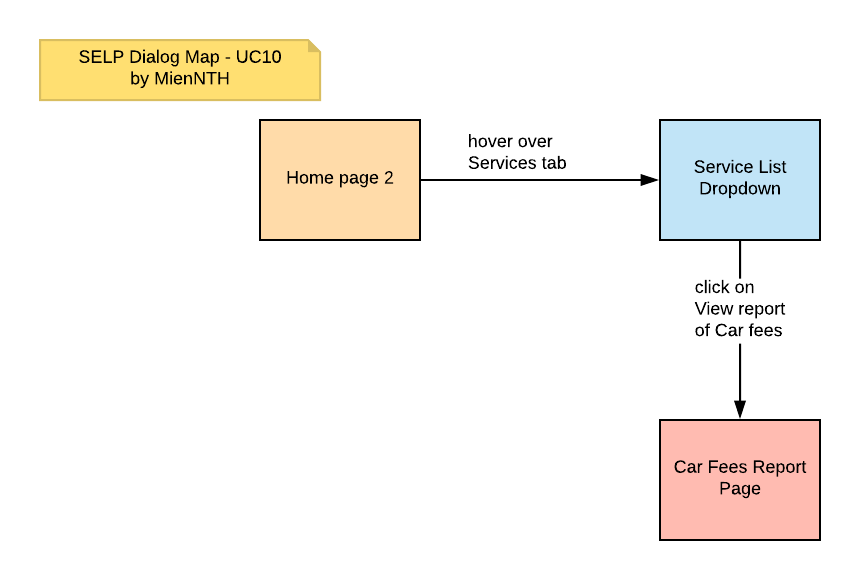 SELP Dialog Map - UC10
by MienNTH
hover over
Services tab
Home page 2
Service List
Dropdown
click on
View report
of Car fees
Car Fees Report
Page